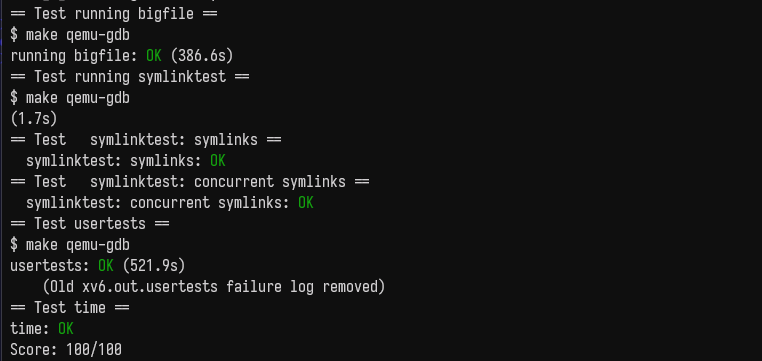 == Test running bigfile ==
$ make qemu-gdb
running bigfile: OK (386.6s)
== Test running symlinktest ==
$ make qemu-gdb
(1.7s)
== Test   symlinktest: symlinks ==
  symlinktest: symlinks: OK
== Test   symlinktest: concurrent symlinks ==
  symlinktest: concurrent symlinks: OK
== Test usertests ==
$ make qemu-gdb
usertests: OK (521.9s)
    (Old xv6.out.usertests failure log removed)
== Test time ==
time: OK
Score: 100/100